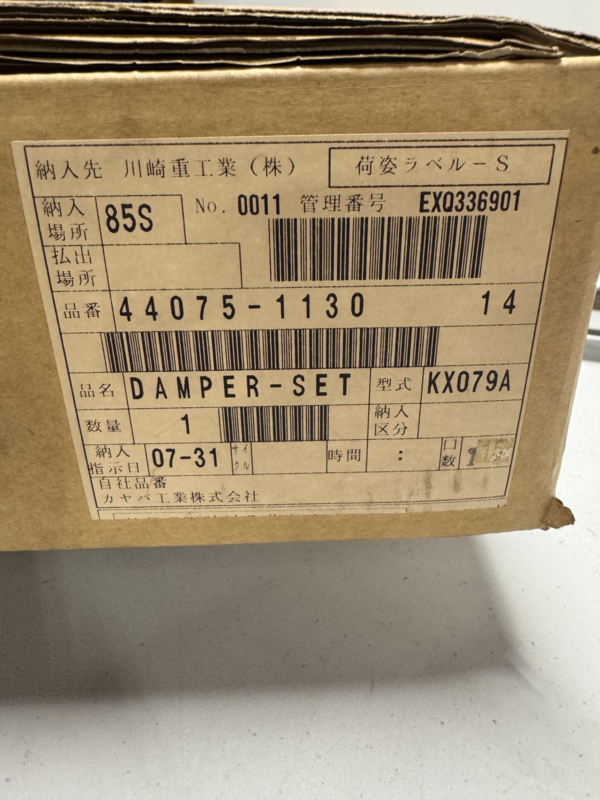 納入先 川崎重工業(株) 荷姿ラベル-S
納入場所 85S No. 0011 管理番号 EXQ336901
払出場所
品番 44075-1130 14
品名 DAMPER-SET 型式 KX079A
数量 1 納入区分
納入指示日 07-31 サイクル 時間 : 口数 1
自社品番
カヤバ工業株式会社